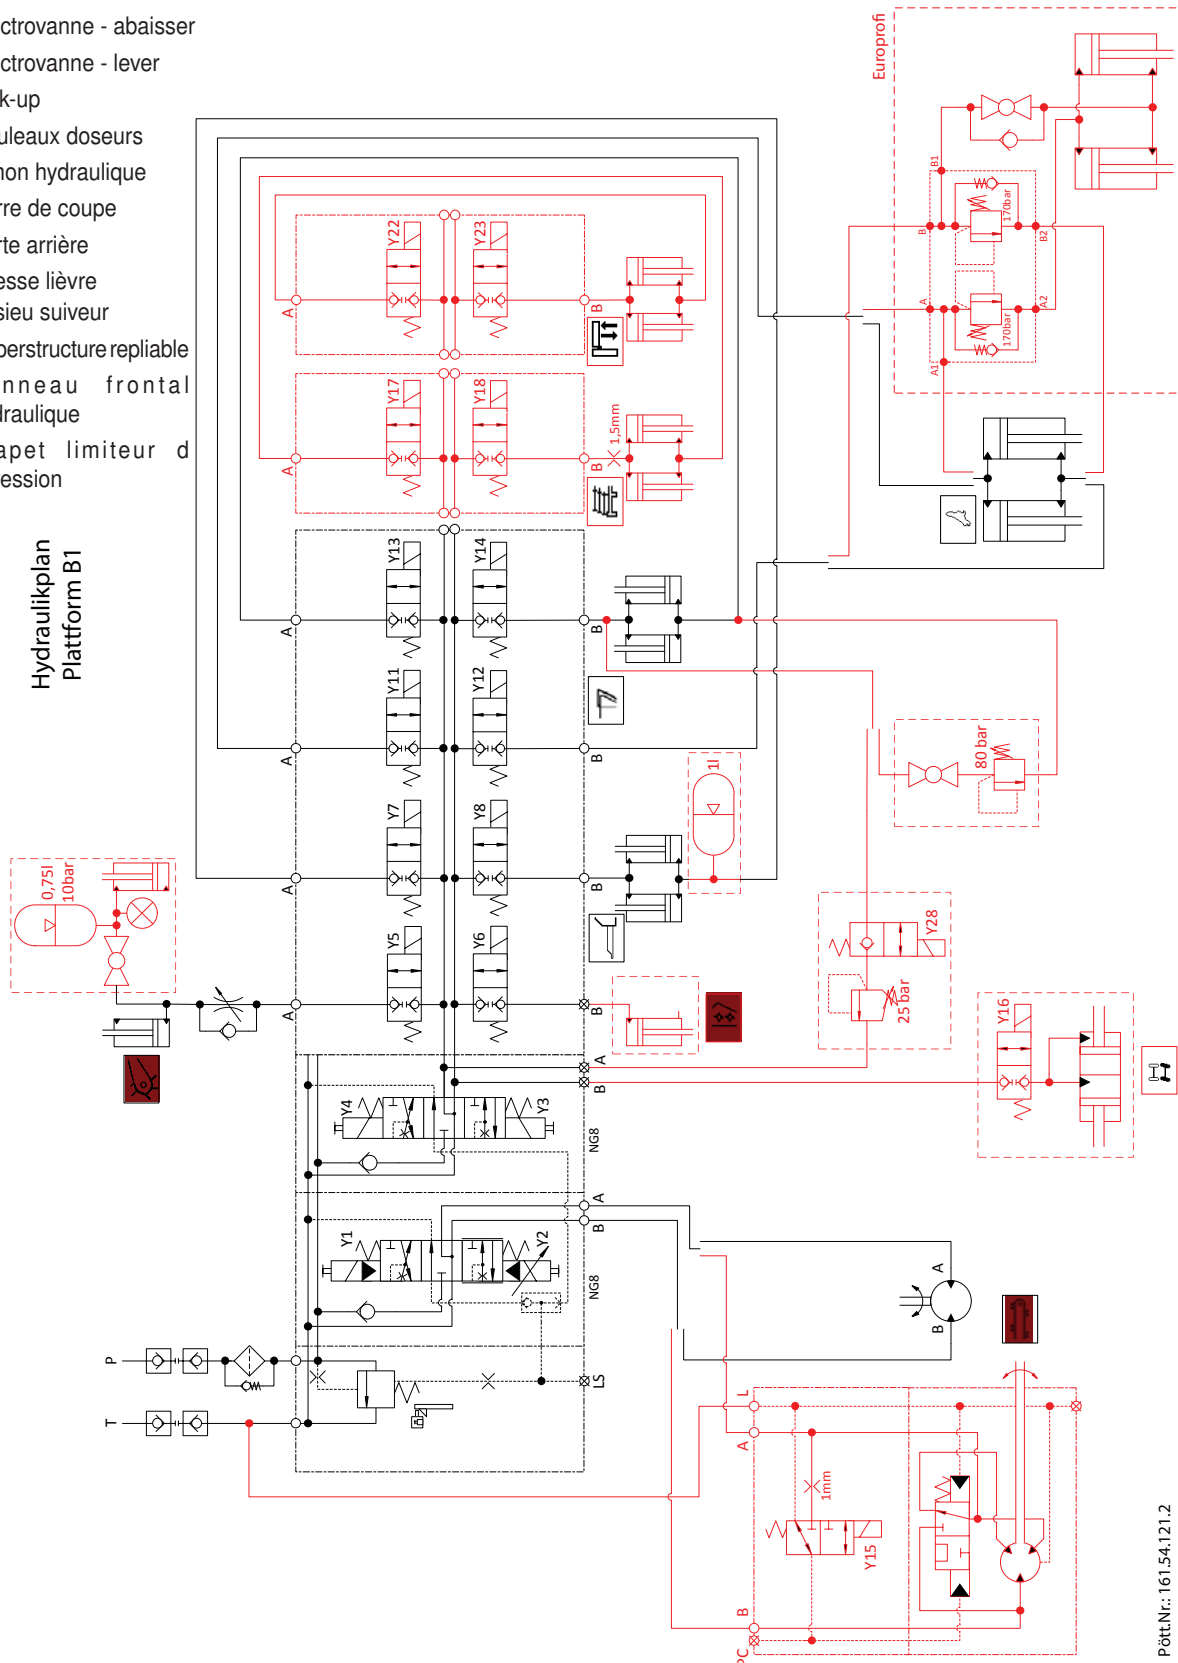 ctrovanne - abaisser
ctrovanne - lever
k-up
uleaux doseurs
non hydraulique
rre de coupe
rte arrière
esse lièvre
sieu suiveur
perstructure repliable
nneau frontal
draulique
apet limiteur d
ession
Hydraulikplan
Plattform B1
Europrofi
B1
B
170bar
B2
A
170bar
A2
A1
Y22
Y23
A
B
Y17
Y18
A
B
1,5mm
Y13
Y14
A
B
Y11
Y12
A
B
80 bar
1l
Y7
Y8
A
B
0,75l
10bar
Y5
Y6
A
B
Y28
25 bar
Y16
A
B
Y4
Y3
NG8
A
B
Y1
Y2
NG8
P
T
LS
A
B
L
A
1mm
Y15
B
PC
Pött.Nr.: 161.54.121.2